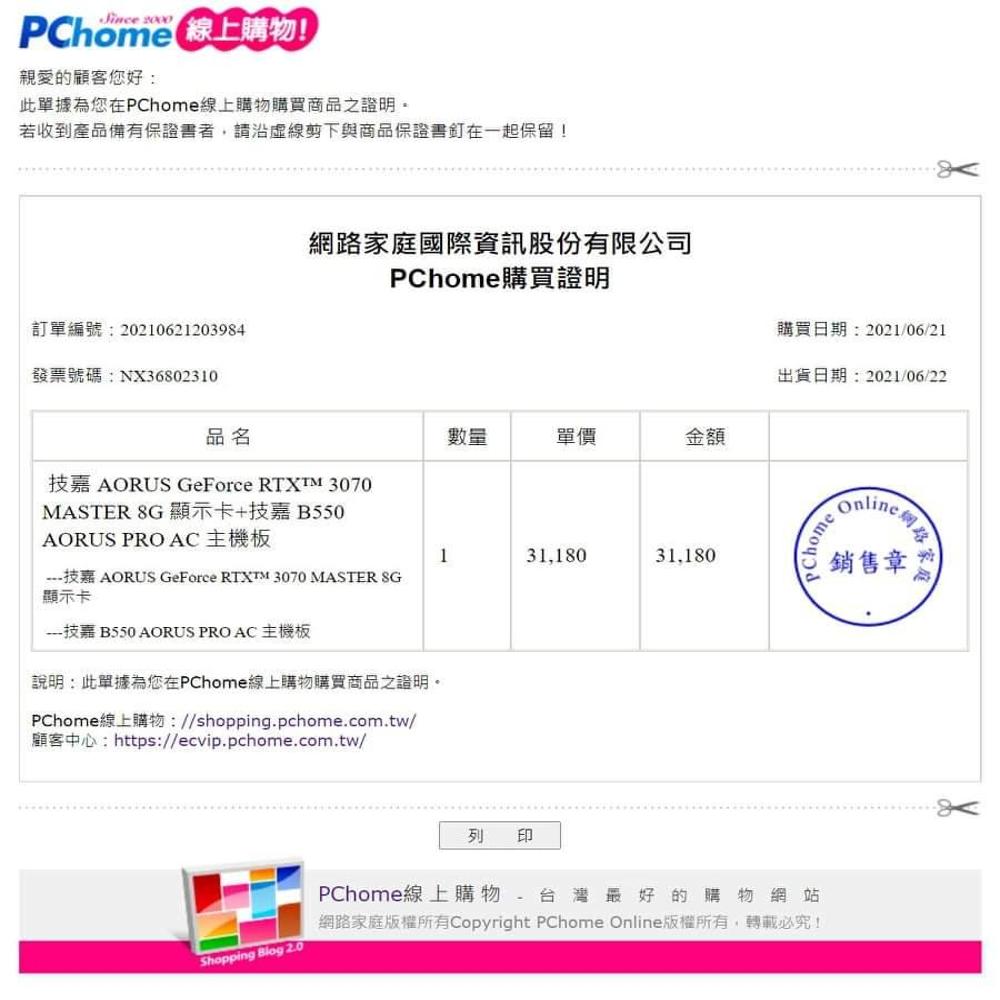 Since 2000
PChome 線上購物!
親愛的顧客您好：
此單據為您在PChome線上購物購買商品之證明。
若收到產品備有保證書者，請沿虛線剪下與商品保證書釘在一起保留！
網路家庭國際資訊股份有限公司
PChome購買證明
訂單編號：20210621203984
購買日期：2021/06/21
發票號碼：NX36802310
出貨日期：2021/06/22
品 名 數量 單價 金額
技嘉 AORUS GeForce RTX™ 3070
MASTER 8G 顯示卡+技嘉 B550
AORUS PRO AC 主機板
---技嘉 AORUS GeForce RTX™ 3070 MASTER 8G
顯示卡
---技嘉 B550 AORUS PRO AC 主機板
1
31,180
31,180
PChome Online 網路家庭
銷售章
說明：此單據為您在PChome線上購物購買商品之證明。
PChome線上購物：//shopping.pchome.com.tw/
顧客中心：https://ecvip.pchome.com.tw/
列 印
PChome線上購物 - 台灣最好的購物網站
網路家庭版權所有Copyright PChome Online版權所有，轉載必究！
Shopping Blog 2.0